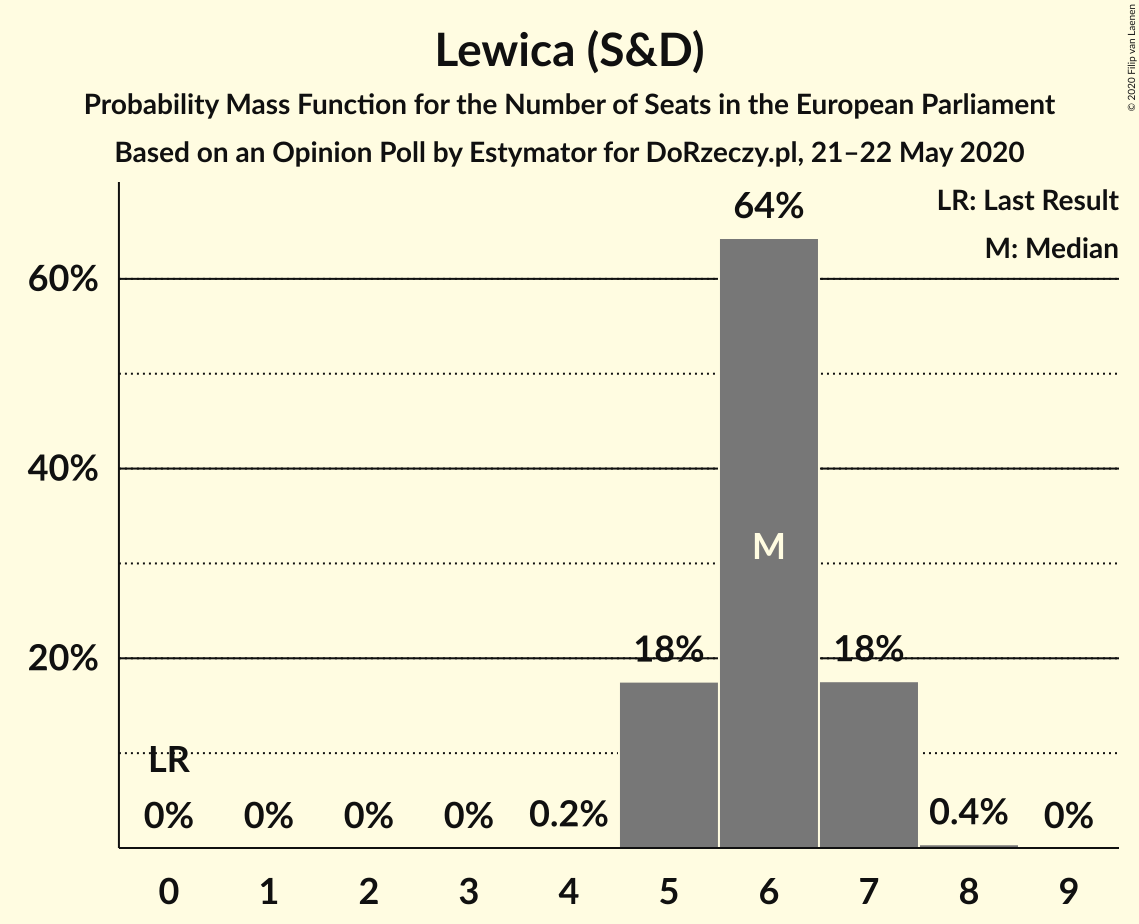 Lewica (S&D)
Probability Mass Function for the Number of Seats in the European Parliament
Based on an Opinion Poll by Estymator for DoRzeczy.pl, 21–22 May 2020
© 2020 Filip van Laenen
LR: Last Result
M: Median
60%
40%
20%
64%
M
18%
18%
LR
0%
0%
0%
0%
0.2%
0.4%
0%
0
1
2
3
4
5
6
7
8
9